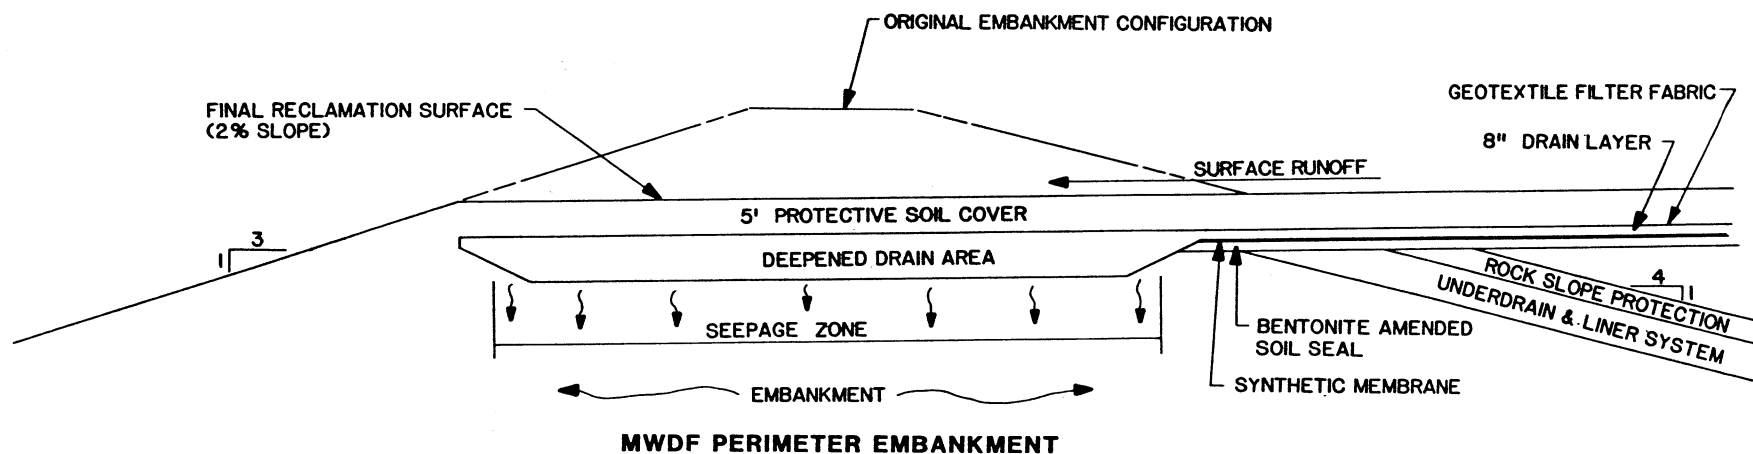 ORIGINAL EMBANKMENT CONFIGURATION
GEOTEXTILE FILTER FABRIC
FINAL RECLAMATION SURFACE
(2% SLOPE)
8" DRAIN LAYER
SURFACE RUNOFF
5' PROTECTIVE SOIL COVER
3
1
DEEPENED DRAIN AREA
ROCK SLOPE PROTECTION
4
1
UNDERDRAIN & LINER SYSTEM
SEEPAGE ZONE
BENTONITE AMENDED
SOIL SEAL
SYNTHETIC MEMBRANE
EMBANKMENT
MWDF PERIMETER EMBANKMENT